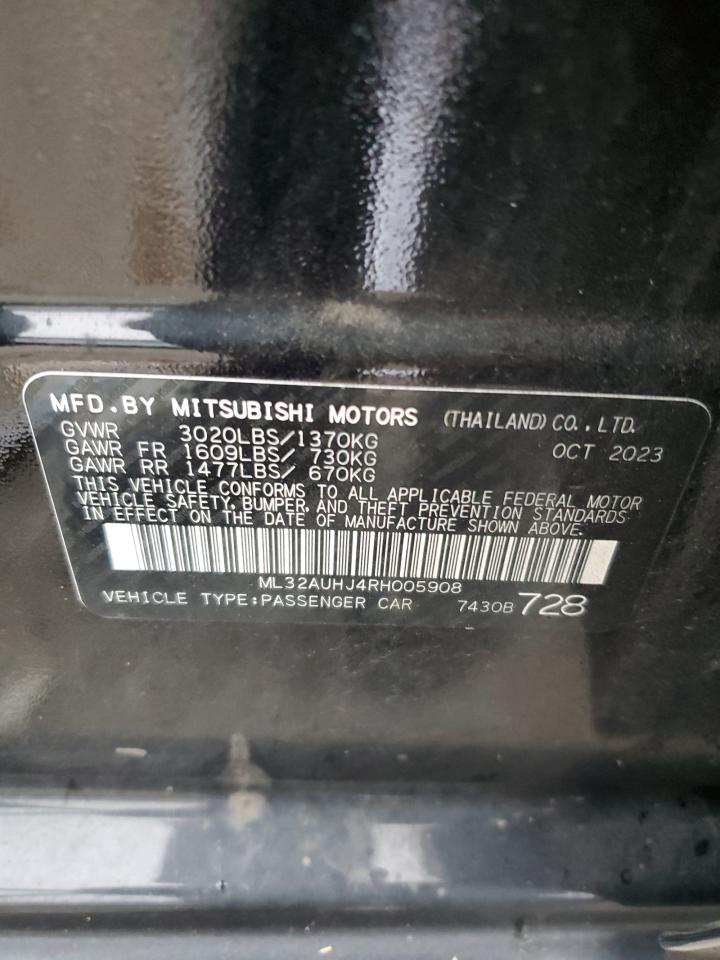 MFD.BY MITSUBISHI MOTORS (THAILAND) CO., LTD.
GVWR 3020LBS/1370KG OCT 2023
GAWR FR 1609LBS/ 730KG
GAWR RR 1477LBS/ 670KG
THIS VEHICLE CONFORMS TO ALL APPLICABLE FEDERAL MOTOR
VEHICLE SAFETY, BUMPER, AND THEFT PREVENTION STANDARDS
IN EFFECT ON THE DATE OF MANUFACTURE SHOWN ABOVE.
ML32AUHJ4RH005908
VEHICLE TYPE:PASSENGER CAR 7430B 728